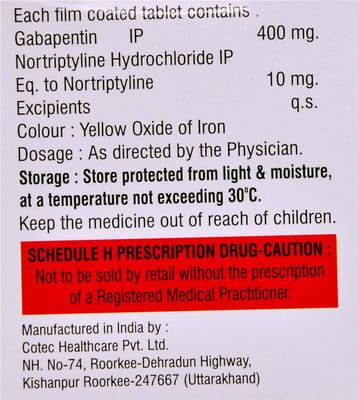 Each film coated tablet contains .
Gabapentin IP 400 mg.
Nortriptyline Hydrochloride IP
Eq. to Nortriptyline 10 mg.
Excipients q.s.
Colour : Yellow Oxide of Iron
Dosage : As directed by the Physician.
Storage : Store protected from light & moisture,
at a temperature not exceeding 30°C.
Keep the medicine out of reach of children.
SCHEDULE H PRESCRIPTION DRUG-CAUTION :
Not to be sold by retail without the prescription
of a Registered Medical Practitioner.
Manufactured in India by :
Cotec Healthcare Pvt. Ltd.
NH. No-74, Roorkee-Dehradun Highway,
Kishanpur Roorkee-247667 (Uttarakhand)